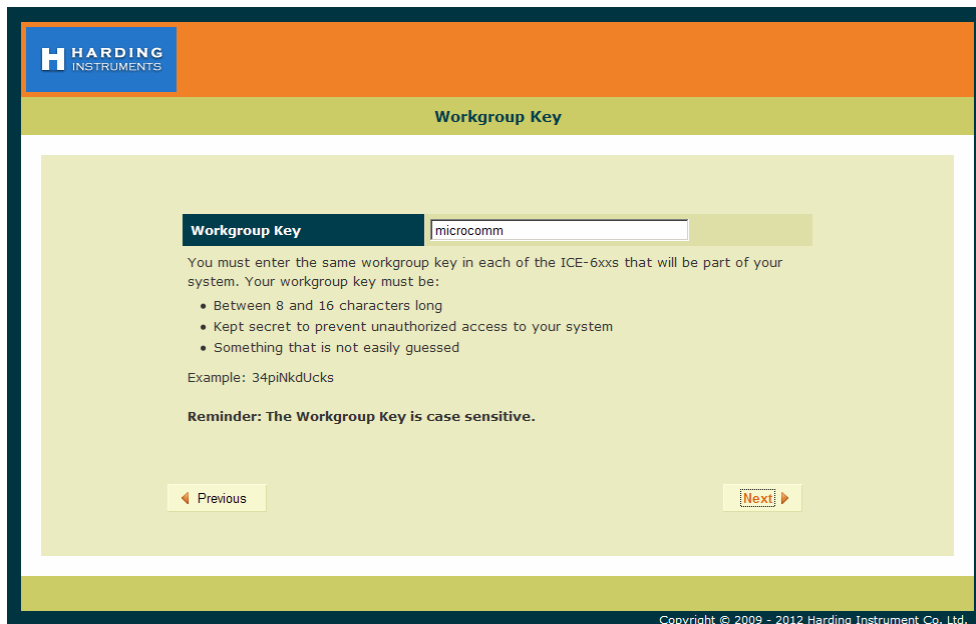 HARDING
INSTRUMENTS
Workgroup Key
Workgroup Key
microcomm
You must enter the same workgroup key in each of the ICE-6xxs that will be part of your
system. Your workgroup key must be:
• Between 8 and 16 characters long
• Kept secret to prevent unauthorized access to your system
• Something that is not easily guessed
Example: 34piNkdUcks
Reminder: The Workgroup Key is case sensitive.
Previous
Next
Copyright © 2009 - 2012 Harding Instrument Co. Ltd.